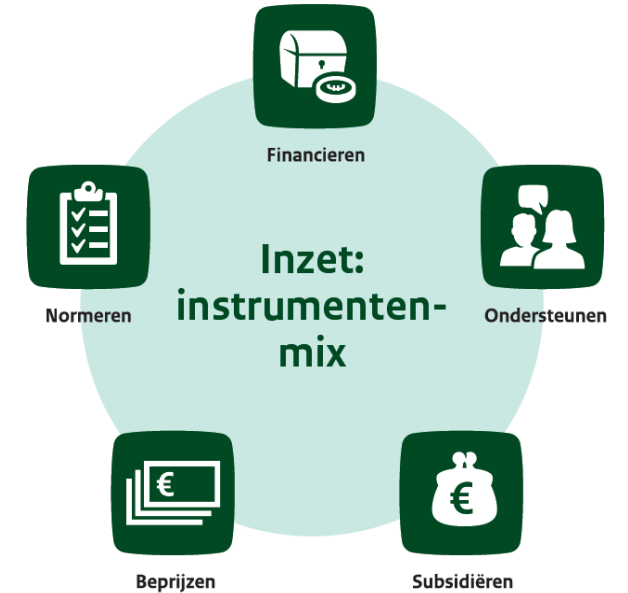 Financieren
Inzet:
instrumenten-
mix
Normeren
Ondersteunen
€
€
Beprijzen
Subsidiëren